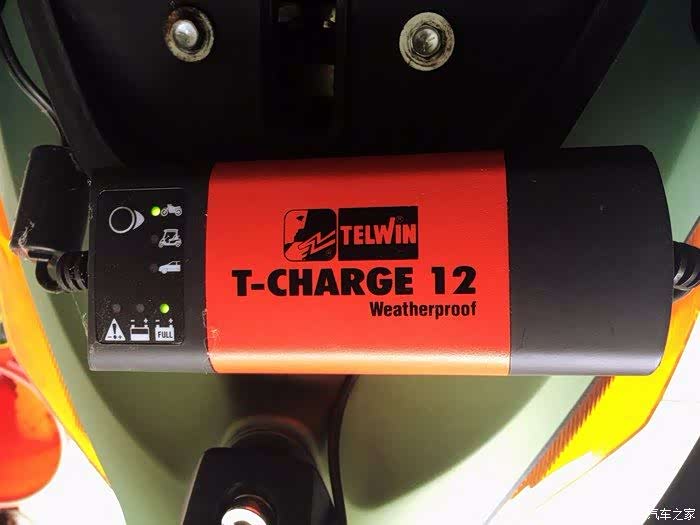 TELWIN
®
T-CHARGE 12
Weatherproof
- +
- +
FULL
汽车之家